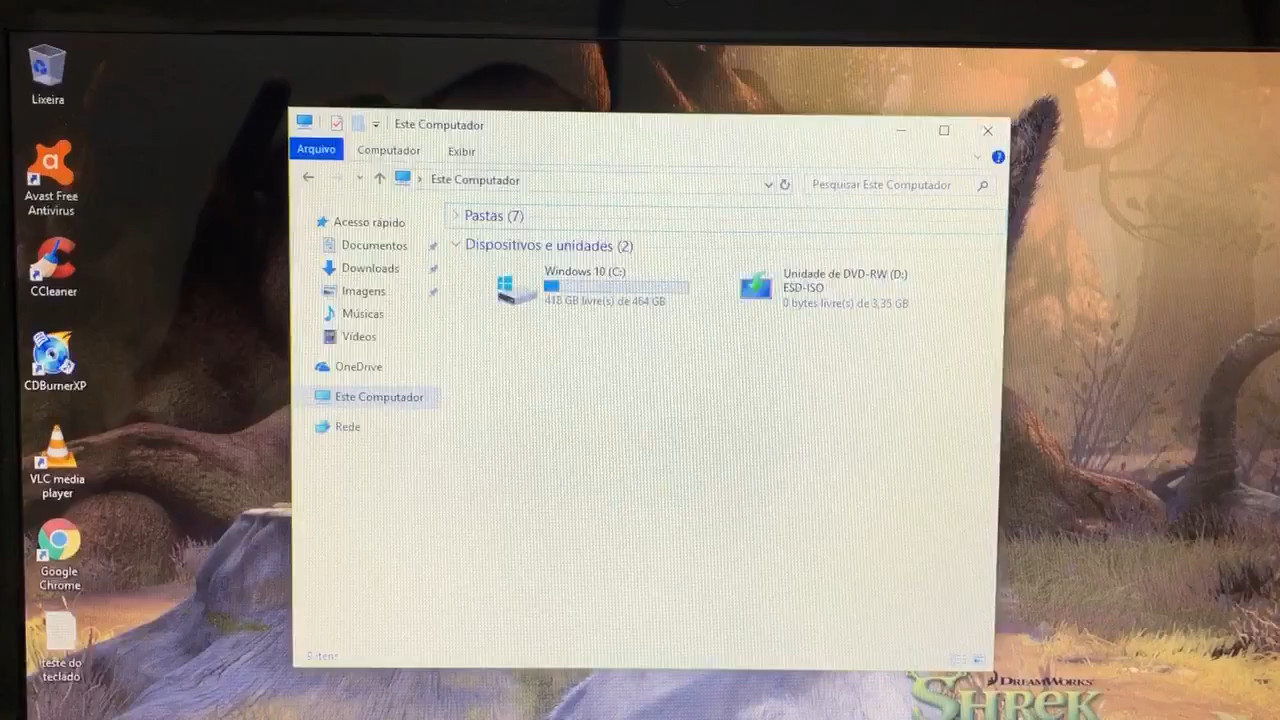 Lixeira
Avast Free
Antivirus
CCleaner
CDBurnerXP
VLC media
player
Google
Chrome
teste do
teclado
Este Computador
Arquivo
Computador
Exibir
Este Computador
Pesquisar Este Computador
Acesso rápido
Documentos
Downloads
Imagens
Músicas
Vídeos
OneDrive
Este Computador
Rede
Pastas (7)
Dispositivos e unidades (2)
Windows 10 (C:)
418 GB livre(s) de 464 GB
Unidade de DVD-RW (D:)
ESD-ISO
0 bytes livre(s) de 3,35 GB
9 itens
DREAMWORKS
SHREK